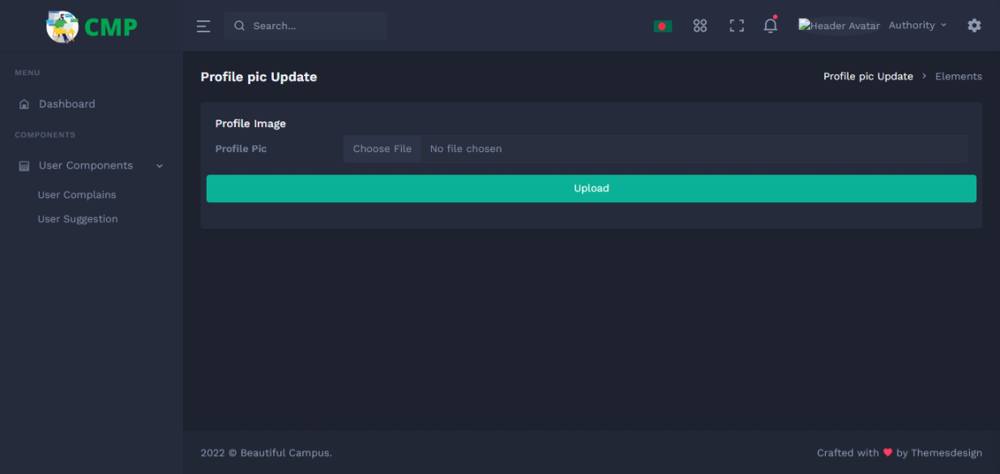 CMP
Search...
Header Avatar
Authority
MENU
Dashboard
COMPONENTS
User Components
User Complains
User Suggestion
Profile pic Update
Profile pic Update > Elements
Profile Image
Profile Pic
Choose File No file chosen
Upload
2022 © Beautiful Campus.
Crafted with ❤ by Themesdesign